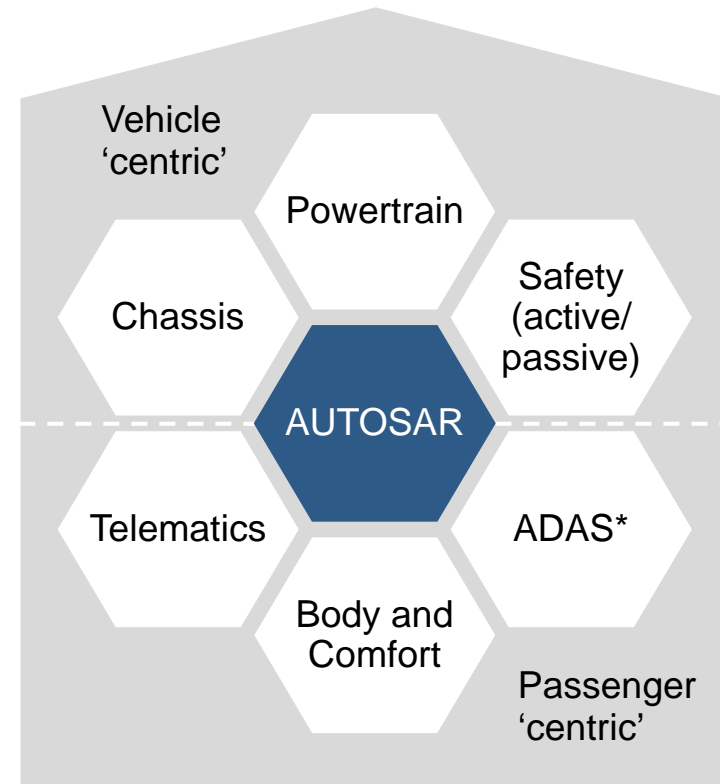 Vehicle
‘centric’
Powertrain
Chassis
Safety
(active/
passive)
AUTOSAR
Telematics
ADAS*
Body and
Comfort
Passenger
‘centric’